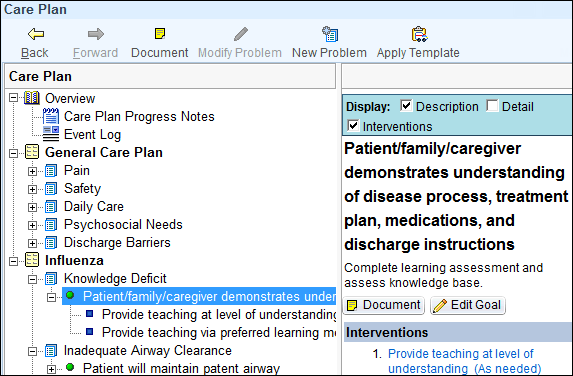 Care Plan
Back Forward Document Modify Problem New Problem Apply Template
Care Plan
Overview
Care Plan Progress Notes
Event Log
General Care Plan
Pain
Safety
Daily Care
Psychosocial Needs
Discharge Barriers
Influenza
Knowledge Deficit
Patient/family/caregiver demonstrates under
Provide teaching at level of understanding
Provide teaching via preferred learning m
Inadequate Airway Clearance
Patient will maintain patent airway
Display: Description Detail
Interventions
Patient/family/caregiver
demonstrates understanding
of disease process, treatment
plan, medications, and
discharge instructions
Complete learning assessment and
assess knowledge base.
Document Edit Goal
Interventions
1. Provide teaching at level of
understanding (As needed)